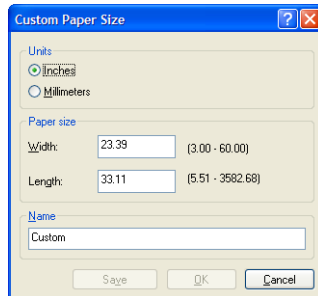 Custom Paper Size ?
Units
Inches
Millimeters
Paper size
Width: 23.39 (3.00 - 60.00)
Length: 33.11 (5.51 - 3582.68)
Name
Custom
Save OK Cancel